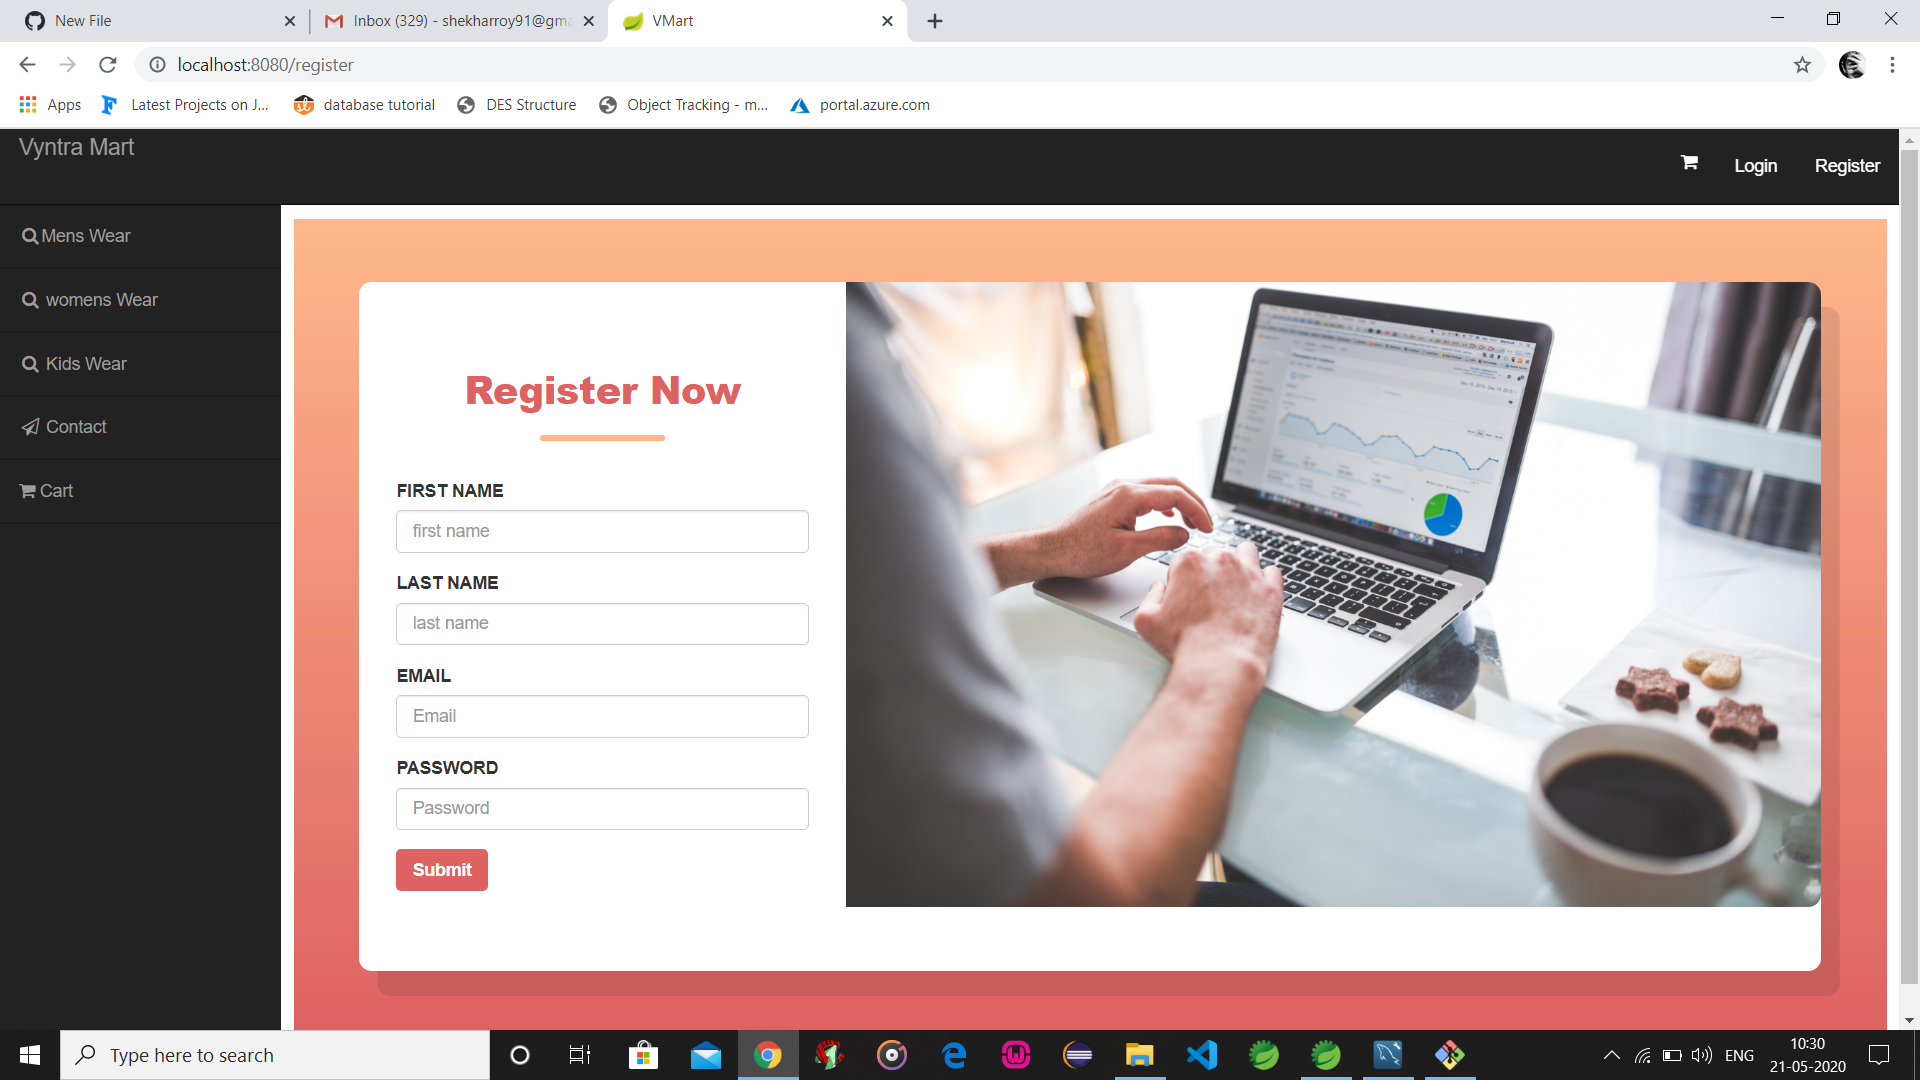 New File
Inbox (329) - shekharroy91@gma
VMart
localhost:8080/register
Apps
Latest Projects on J...
database tutorial
DES Structure
Object Tracking - m...
portal.azure.com
Vyntra Mart
Login
Register
Mens Wear
womens Wear
Kids Wear
Contact
Cart
Register Now
FIRST NAME
first name
LAST NAME
last name
EMAIL
Email
PASSWORD
Password
Submit
Type here to search
ENG
10:30
21-05-2020